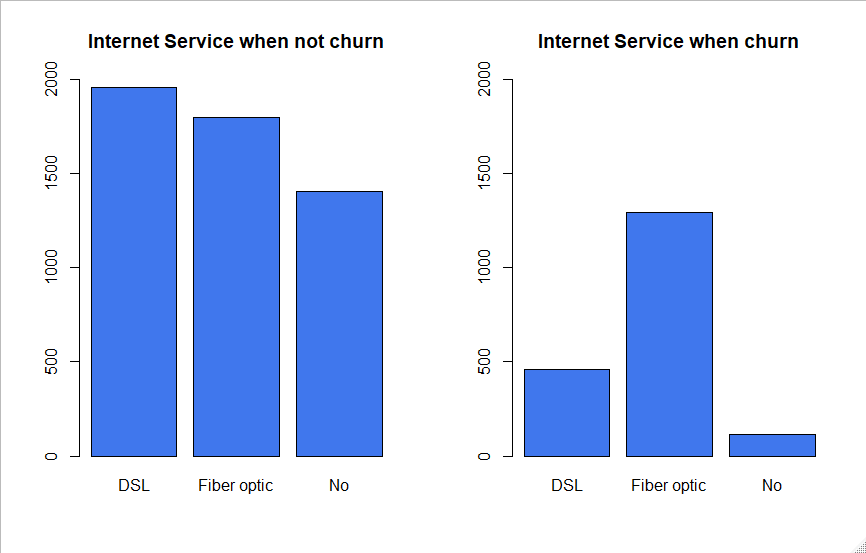 Internet Service when not churn
2000
1500
1000
500
0
DSL Fiber optic No
Internet Service when churn
2000
1500
1000
500
0
DSL Fiber optic No